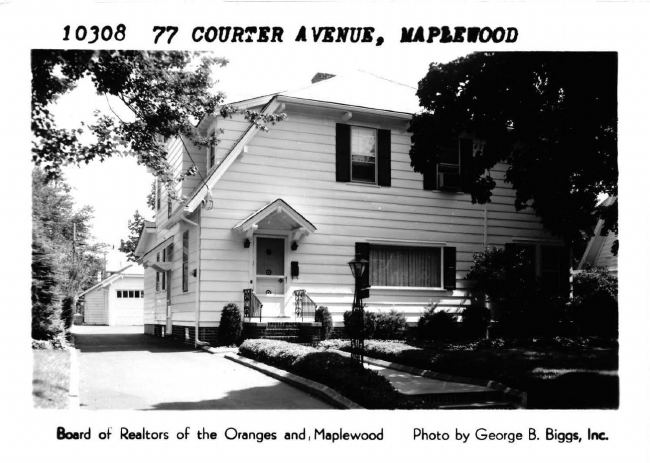 10308 77 COURTER AVENUE, MAPLEWOOD
Board of Realtors of the Oranges and Maplewood Photo by George B. Biggs, Inc.